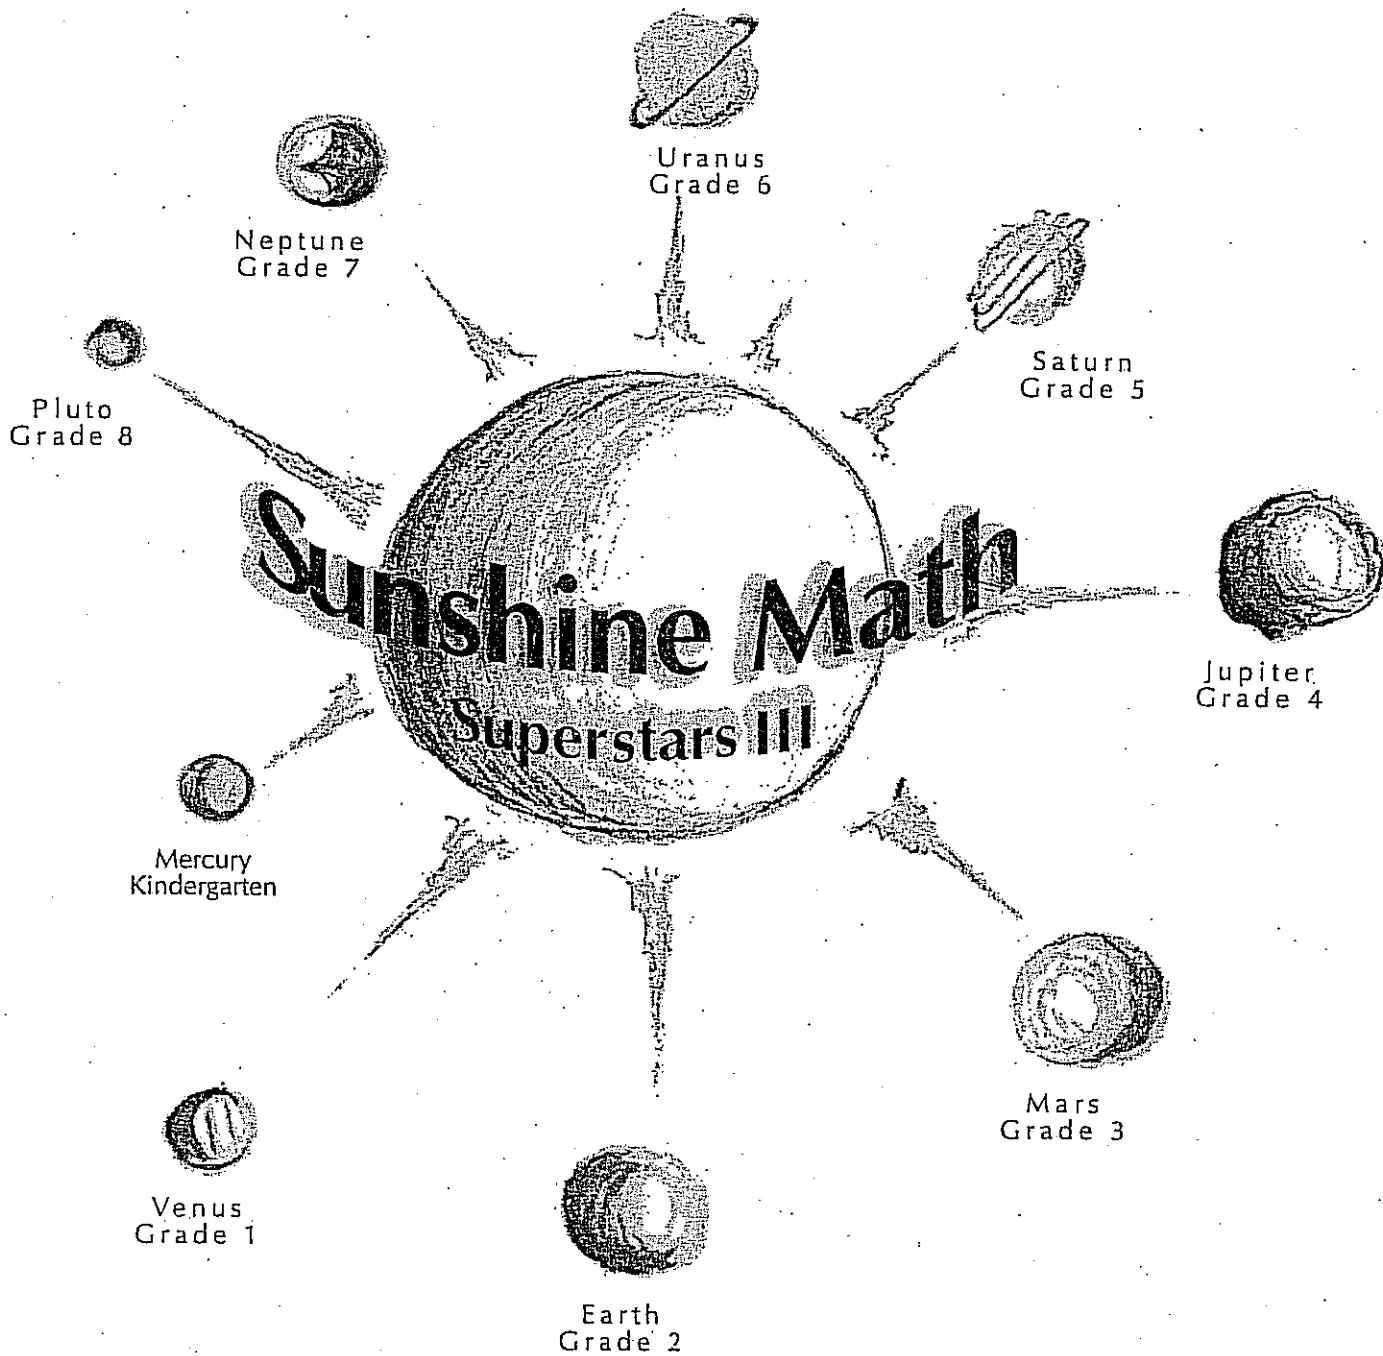 Uranus
Grade 6
Neptune
Grade 7
Saturn
Grade 5
Pluto
Grade 8
Sunshine Math
Superstars III
Jupiter
Grade 4
Mercury
Kindergarten
Mars
Grade 3
Venus
Grade 1
Earth
Grade 2